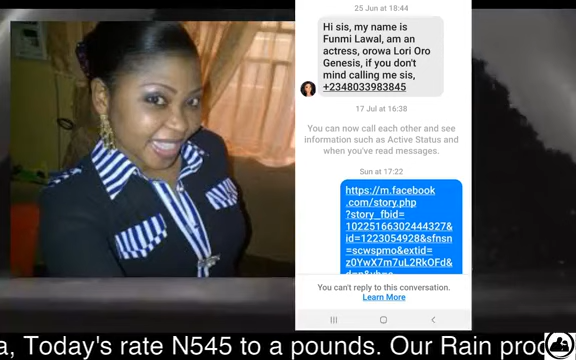 25 Jun at 18:44
Hi sis, my name is
Funmi Lawal, am an
actress, orowa Lori Oro
Genesis, if you don't
mind calling me sis,
+2348033983845
17 Jul at 16:38
You can now call each other and see
information such as Active Status and
when you've read messages.
Sun at 17:22
https://m.facebook
.com/story.php
?story_fbid=
10225166302444327&
id=1223054928&sfnsn
=scwspmo&extid=
z0YwX7m7uL2RkOFd&
You can't reply to this conversation.
Learn More
a, Today's rate N545 to a pounds. Our Rain prod